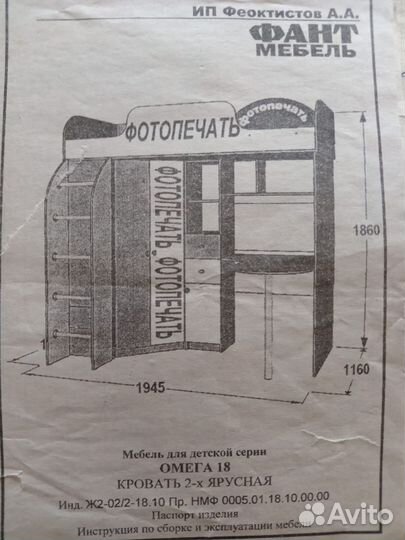 ИП Феоктистов А.А.
ФАНТ
МЕБЕЛЬ
ФОТОПЕЧАТЬ
фотопечать
ФОТОПЕЧАТЬ
ФОТОПЕЧАТЬ
1860
1160
1945
Мебель для детской серии
ОМЕГА 18
КРОВАТЬ 2-х ЯРУСНАЯ
Инд. Ж2-02/2-18.10 Пр. НМФ 0005.01.18.10.00.00
Паспорт изделия
Инструкция по сборке и эксплуатации мебели
Avito